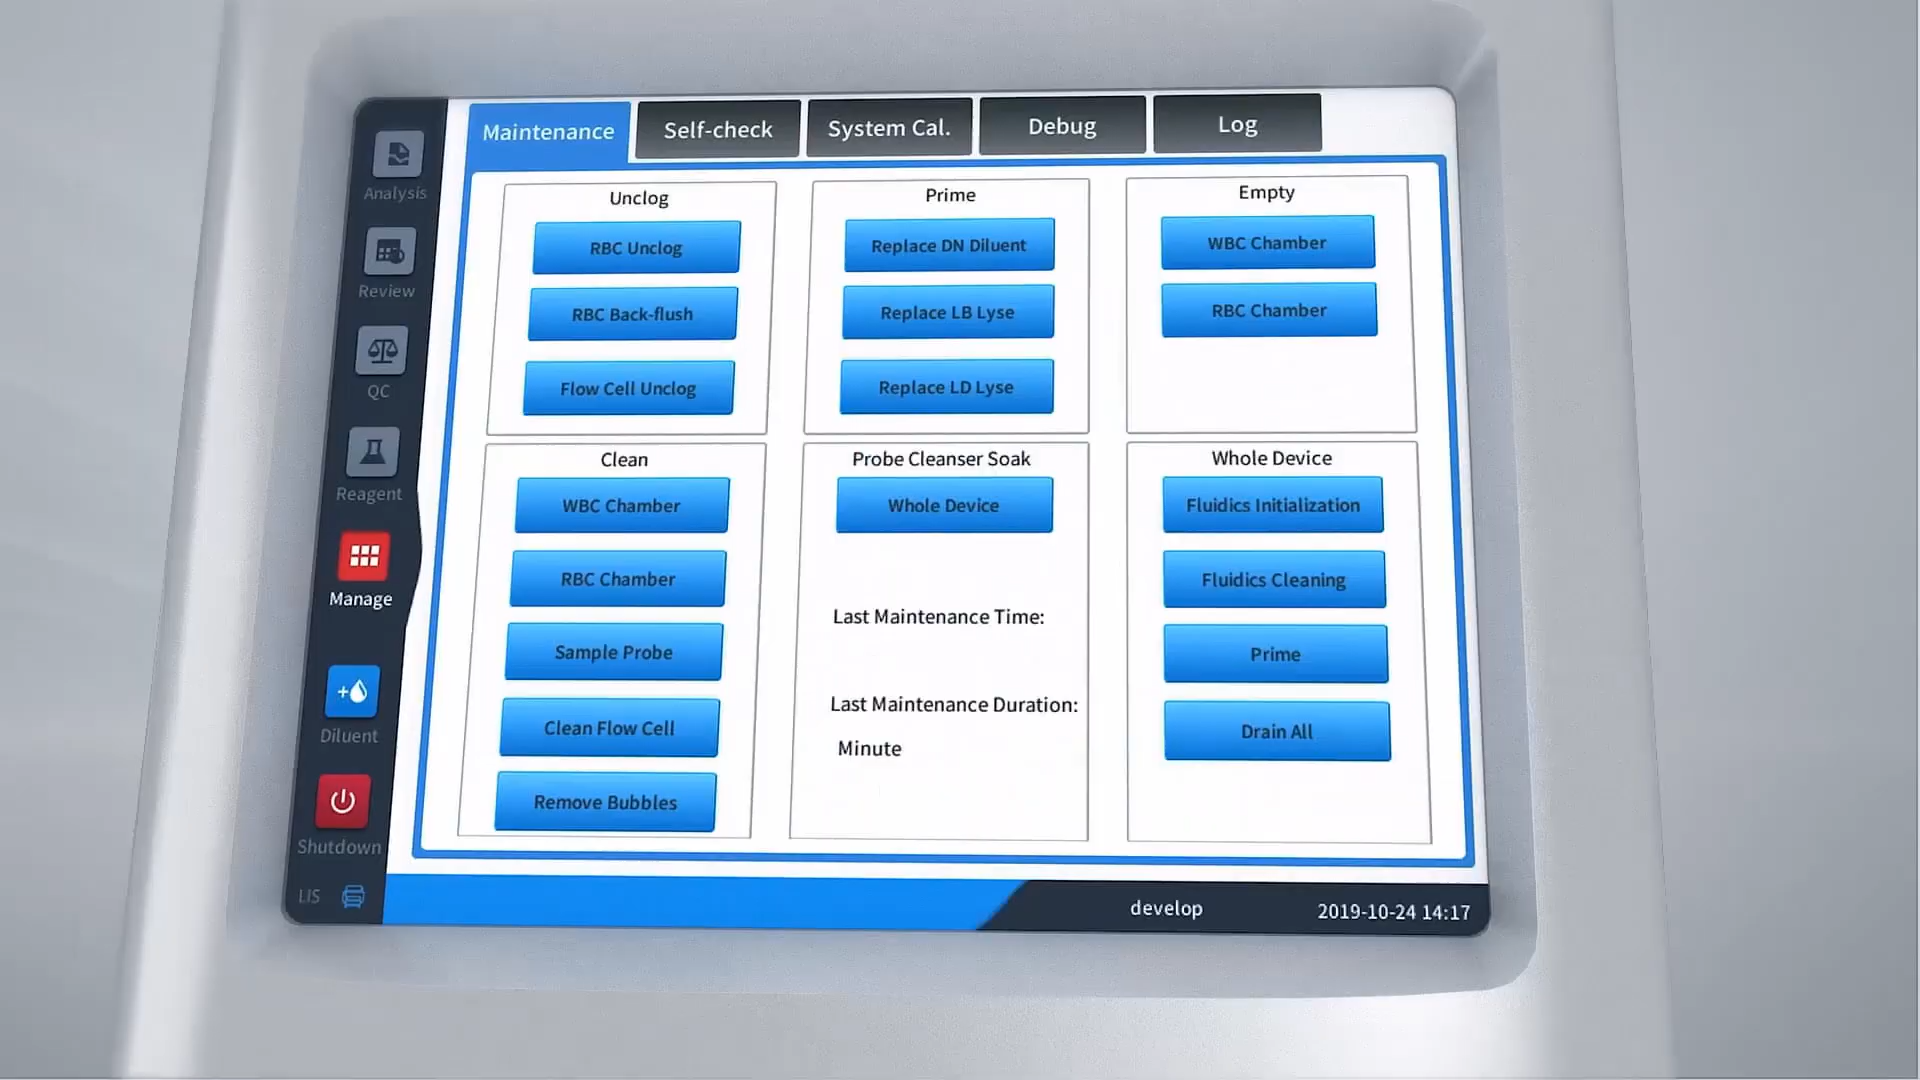 Maintenance
Self-check
System Cal.
Debug
Log
Analysis
Review
QC
Reagent
Manage
Diluent
Shutdown
LIS
Unclog
RBC Unclog
RBC Back-flush
Flow Cell Unclog
Prime
Replace DN Diluent
Replace LB Lyse
Replace LD Lyse
Empty
WBC Chamber
RBC Chamber
Clean
WBC Chamber
RBC Chamber
Sample Probe
Clean Flow Cell
Remove Bubbles
Probe Cleanser Soak
Whole Device
Last Maintenance Time:
Last Maintenance Duration:
Minute
Whole Device
Fluidics Initialization
Fluidics Cleaning
Prime
Drain All
develop
2019-10-24 14:17